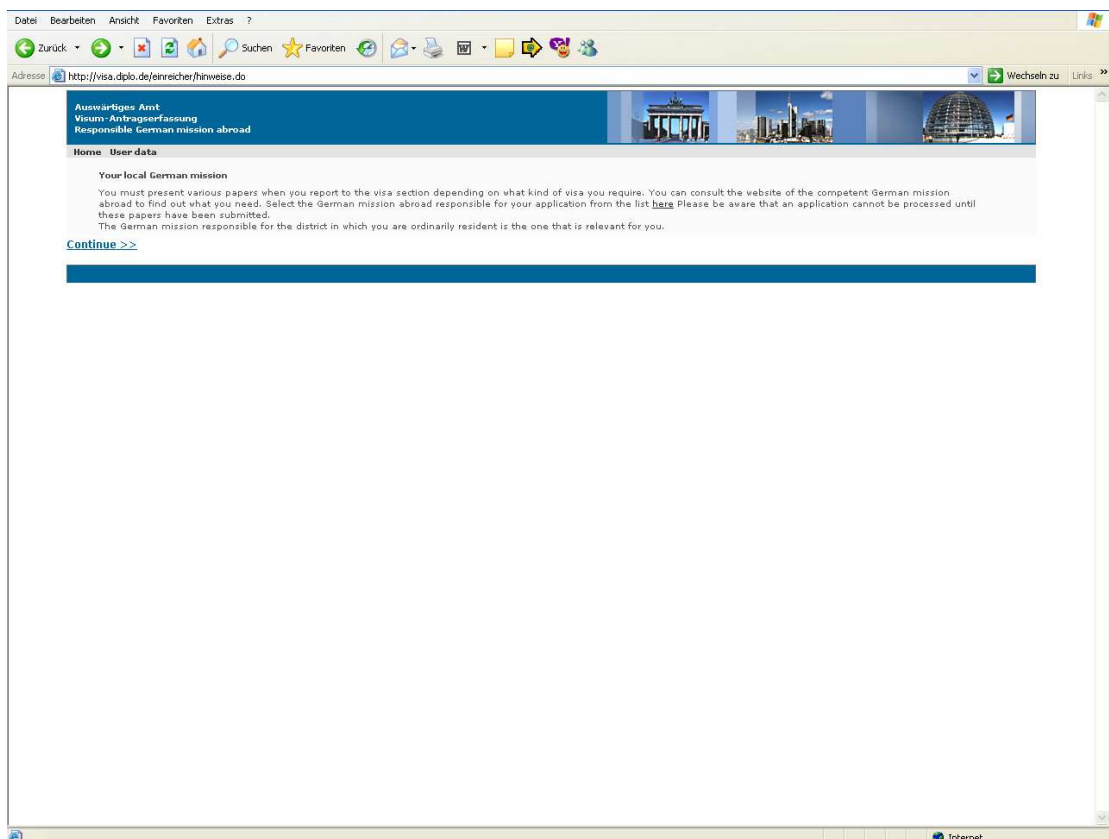 Datei Bearbeiten Ansicht Favoriten Extras ?
Zurück Suchen Favoriten
Adresse http://visa.diplo.de/einreicher/hinweise.do Wechseln zu Links »
Auswärtiges Amt
Visum-Antragserfassung
Responsible German mission abroad
Home User data
Your local German mission
You must present various papers when you report to the visa section depending on what kind of visa you require. You can consult the website of the competent German mission
abroad to find out what you need. Select the German mission abroad responsible for your application from the list here Please be aware that an application cannot be processed until
these papers have been submitted.
The German mission responsible for the district in which you are ordinarily resident is the one that is relevant for you.
Continue >>
Internet